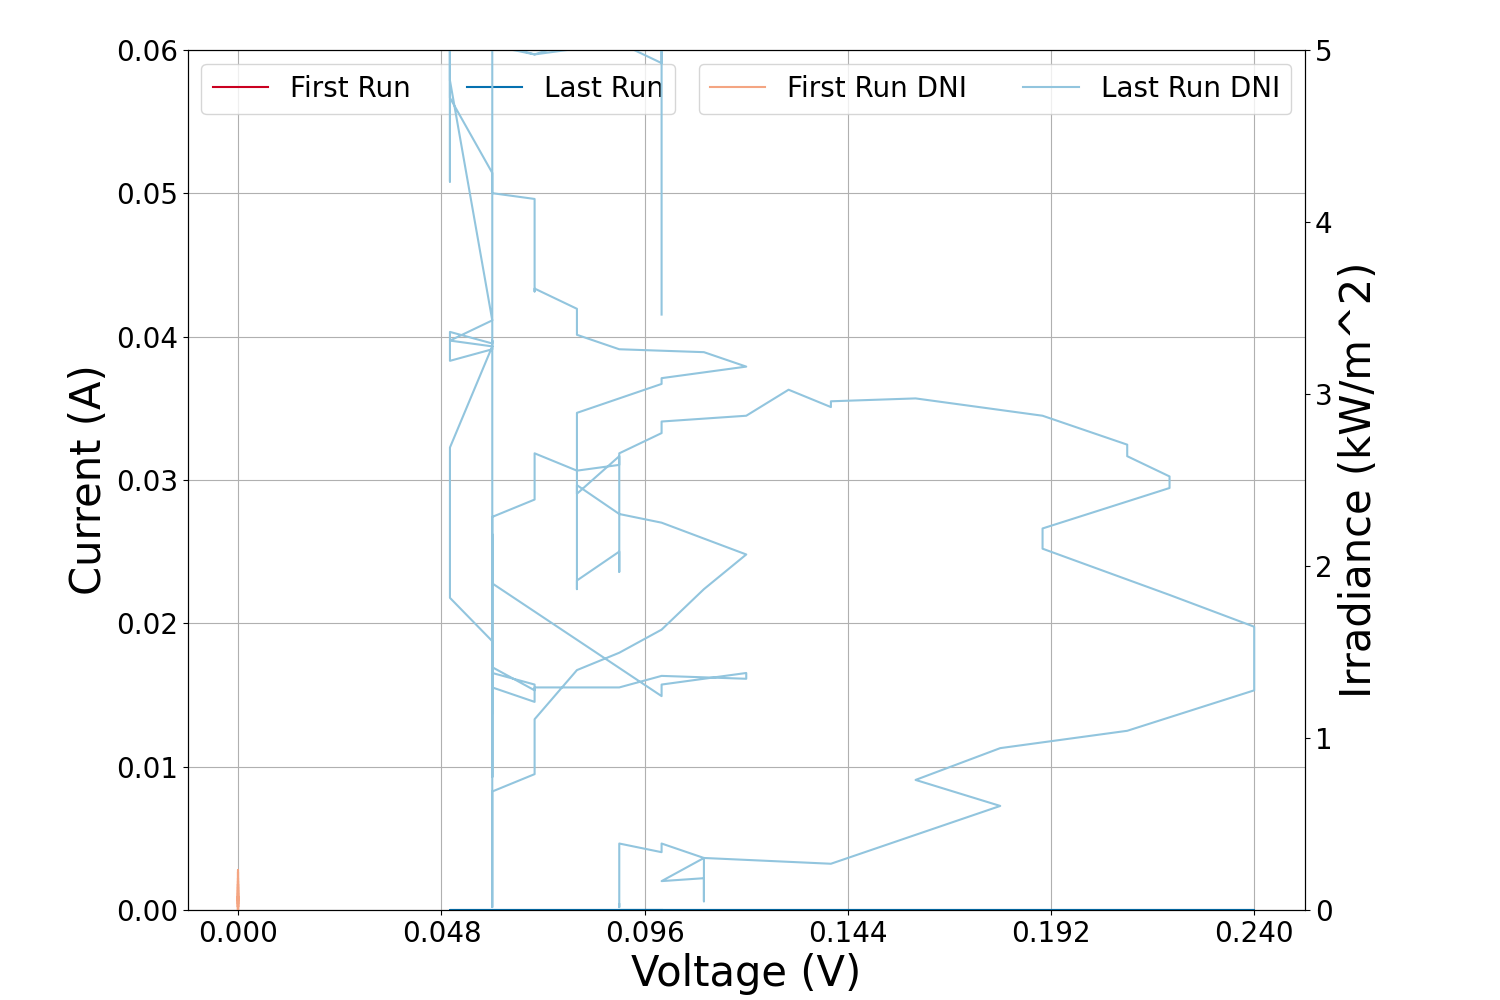 First Run
Last Run
First Run DNI
Last Run DNI
0.06
0.05
0.04
0.03
0.02
0.01
0.00
Current (A)
5
4
3
2
1
0
Irradiance (kW/m^2)
0.000
0.048
0.096
0.144
0.192
0.240
Voltage (V)